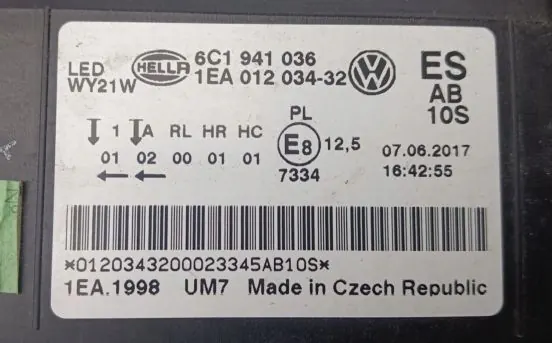 LED
WY21W
HELLA
6C1 941 036
1EA 012 034-32
VW
ES
AB
10S
1 A RL HR HC
01 02 00 01 01
PL
E8 12,5
7334
07.06.2017
16:42:55
*0120343200023345AB10S*
1EA.1998 UM7 Made in Czech Republic